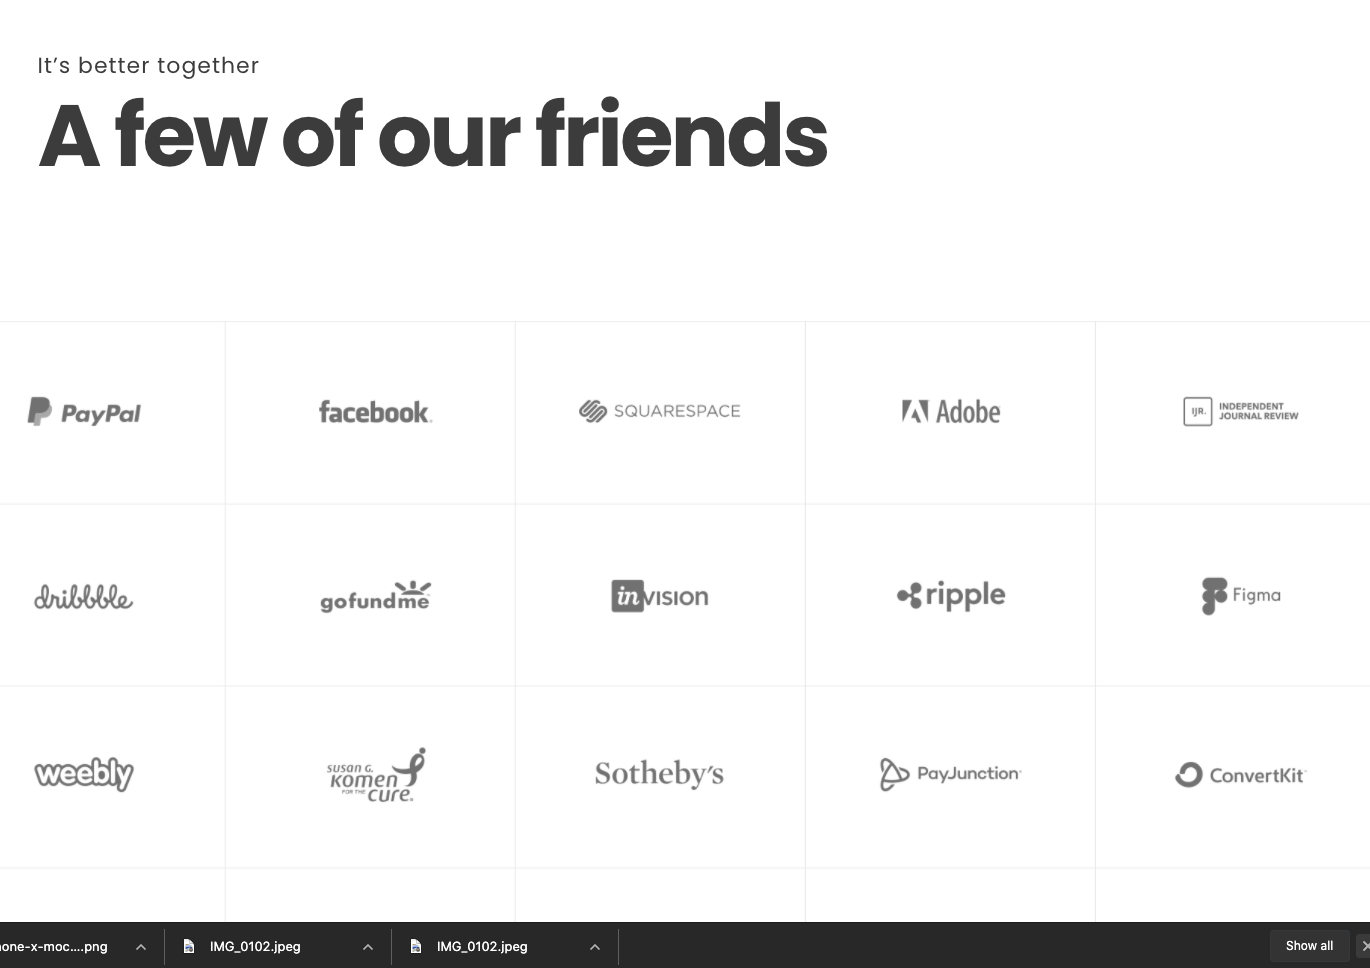 It's better together
A few of our friends
PayPal
facebook.
SQUARESPACE
Adobe
IJR.
INDEPENDENT
JOURNAL REVIEW
dribbble
gofundme
invision
ripple
Figma
weebly
SUSAN G.
komen
FOR THE
cure.
Sotheby's
PayJunction
ConvertKit
one-x-moc....png
IMG_0102.jpeg
IMG_0102.jpeg
Show all